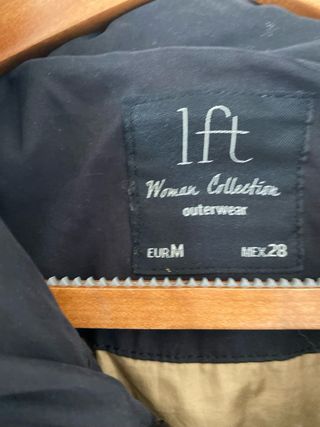 lft
Woman Collection
outerwear
EUR.M MEX.28